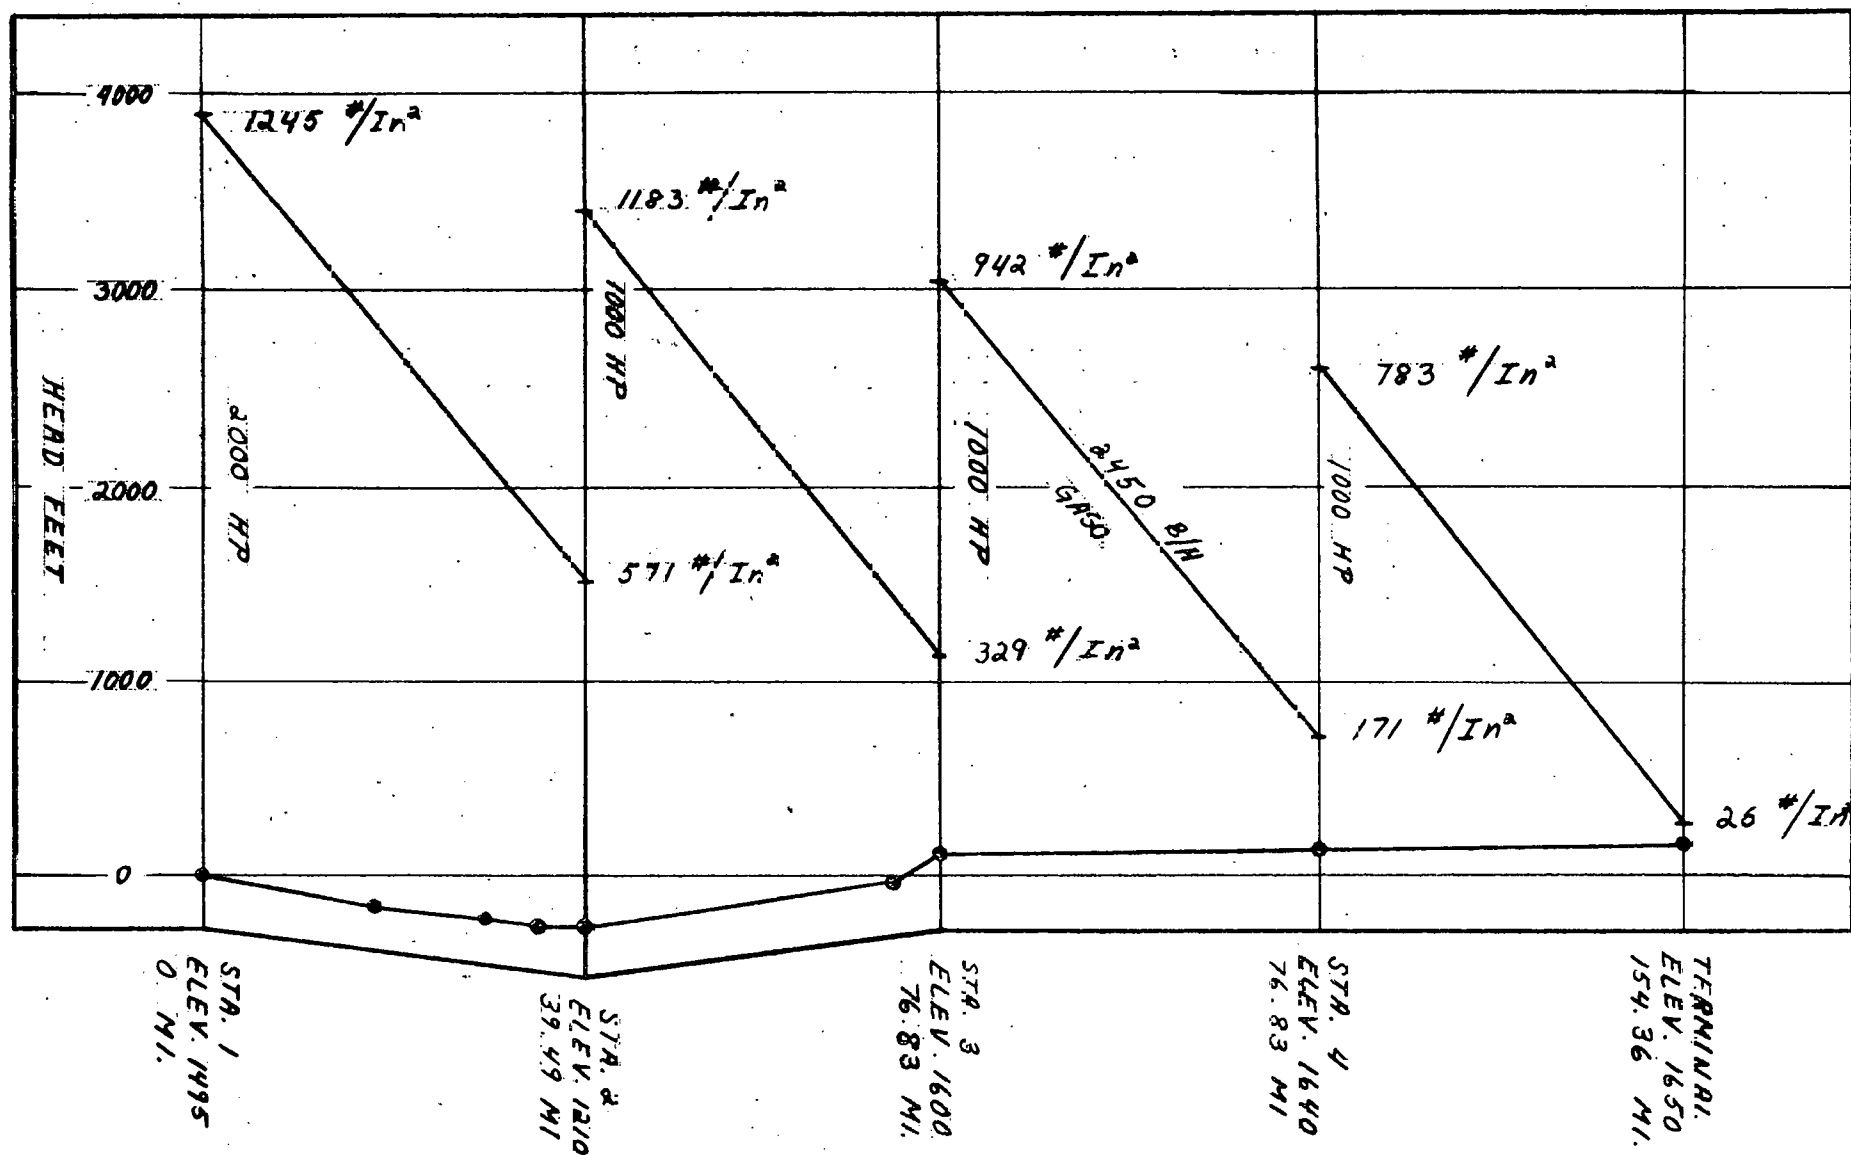 4000
3000
2000
1000
0
HEAD FEET
1245 #/In²
2000 HP
571 #/In²
1183 #/In²
1000 HP
329 #/In²
942 #/In²
1000 HP
2450 B/H
GASO.
171 #/In²
783 #/In²
1000 HP
26 #/In²
STA. 1
ELEV. 1495
0 MI.
STA. 2
ELEV. 1210
39.49 MI
STA. 3
ELEV. 1600
76.83 MI.
STA. 4
ELEV. 1640
76.83 MI
TERMINAL
ELEV. 1650
154.36 MI.